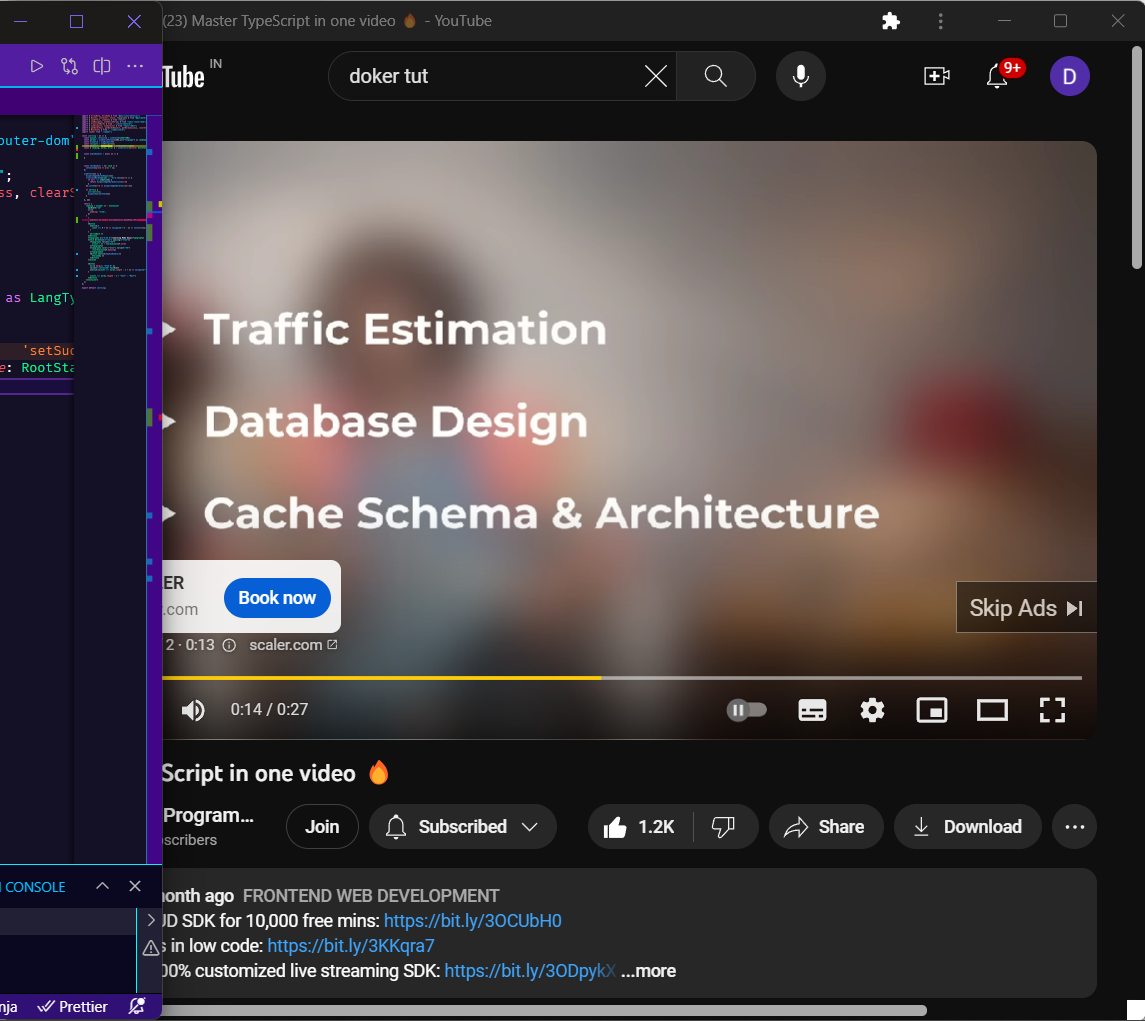 (23) Master TypeScript in one video 🔥 - YouTube
Tube IN
doker tut
9+
D
outer-dom'
";
ss, clearS
as LangTy
`setSuc
e: RootSta
Traffic Estimation
Database Design
Cache Schema & Architecture
ER
.com
Book now
Skip Ads
2 · 0:13
scaler.com
0:14 / 0:27
Script in one video 🔥
Program...
scribers
Join
Subscribed
1.2K
Share
Download
CONSOLE
month ago FRONTEND WEB DEVELOPMENT
UD SDK for 10,000 free mins: https://bit.ly/3OCUbH0
s in low code: https://bit.ly/3KKqra7
00% customized live streaming SDK: https://bit.ly/3ODpykX ...more
nja
Prettier